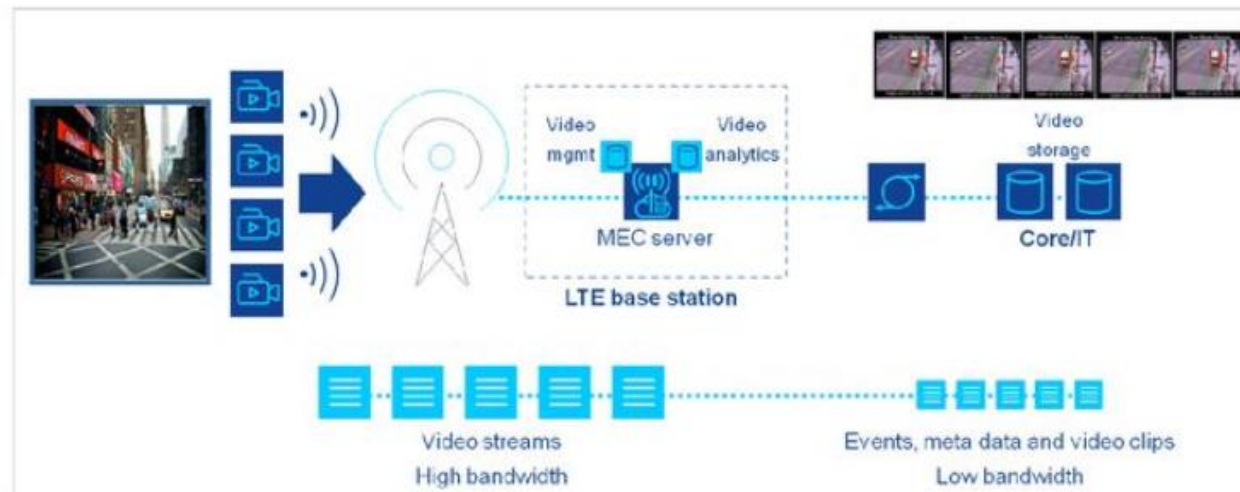 Video
mgmt
Video
analytics
MEC server
LTE base station
Video
storage
Core/IT
Video streams
High bandwidth
Events, meta data and video clips
Low bandwidth